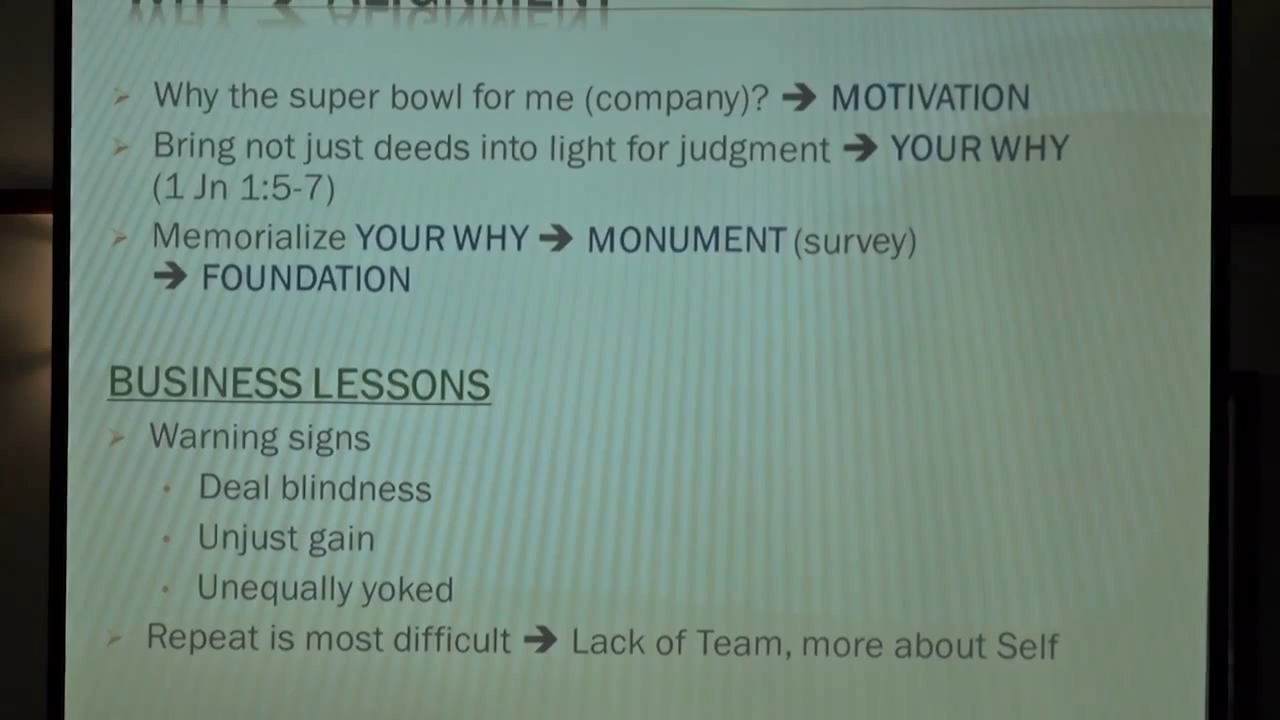 WHY ➔ ALIGNMENT
➢ Why the super bowl for me (company)? ➔ MOTIVATION
➢ Bring not just deeds into light for judgment ➔ YOUR WHY
(1 Jn 1:5-7)
➢ Memorialize YOUR WHY ➔ MONUMENT (survey)
➔ FOUNDATION
BUSINESS LESSONS
➢ Warning signs
• Deal blindness
• Unjust gain
• Unequally yoked
➢ Repeat is most difficult ➔ Lack of Team, more about Self